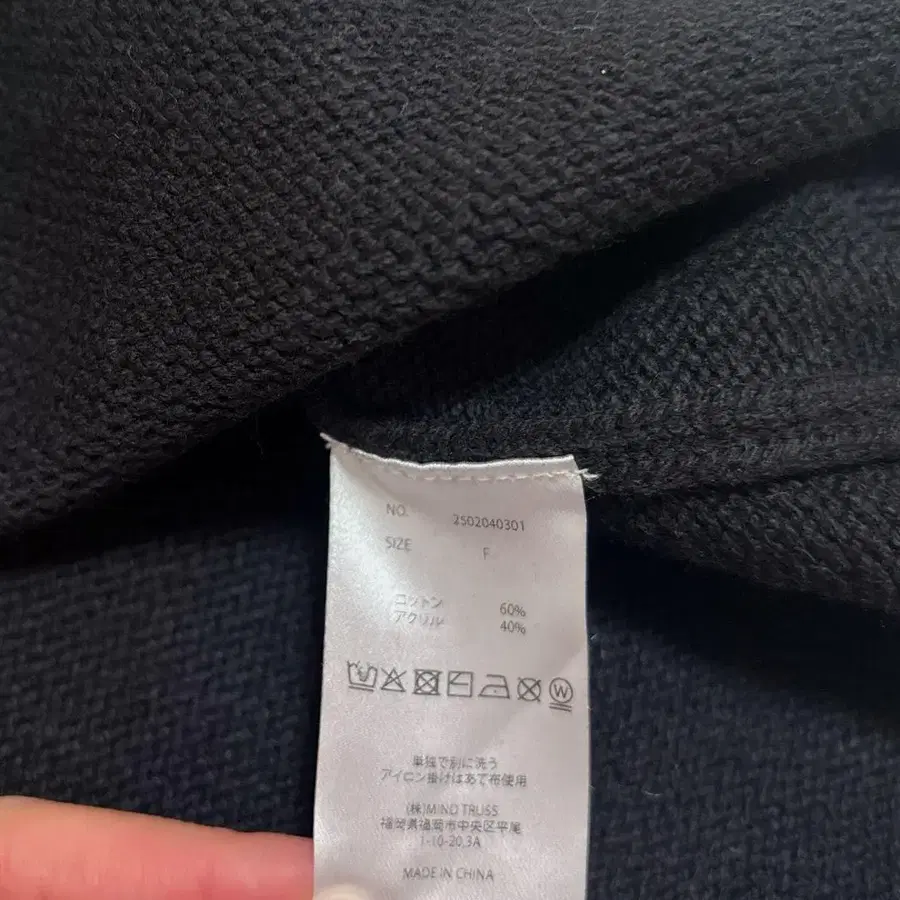 NO. 2502040301
SIZE F
コットン 60%
アクリル 40%
W
単独で別に洗う
アイロン掛けはあて布使用
(株)MIND TRUSS
福岡県福岡市中央区平尾
1-10-20,3A
MADE IN CHINA